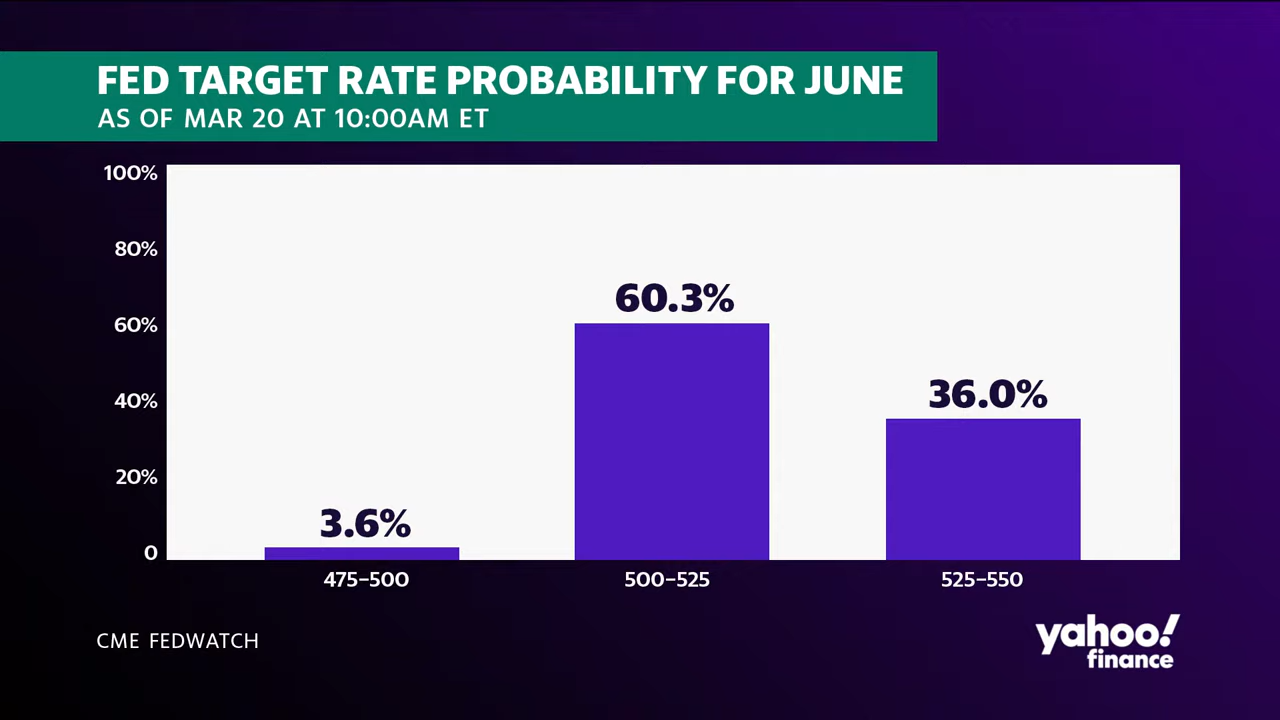 FED TARGET RATE PROBABILITY FOR JUNE
AS OF MAR 20 AT 10:00AM ET
100%
80%
60%
40%
20%
0
3.6%
60.3%
36.0%
475–500
500–525
525–550
CME FEDWATCH
yahoo!
finance